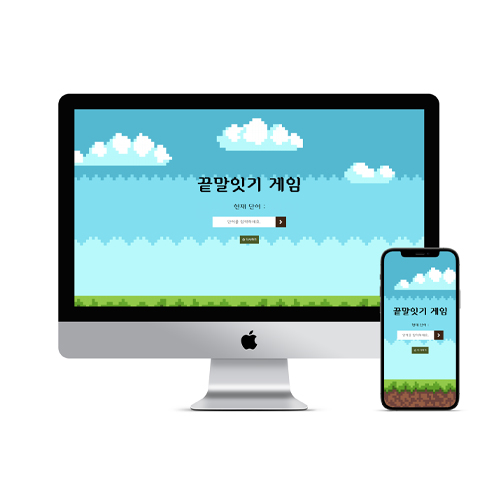 끝말잇기 게임
현재 단어 :
단어를 입력하세요.
끝말잇기 게임
현재 단어 :
단어를 입력하세요.